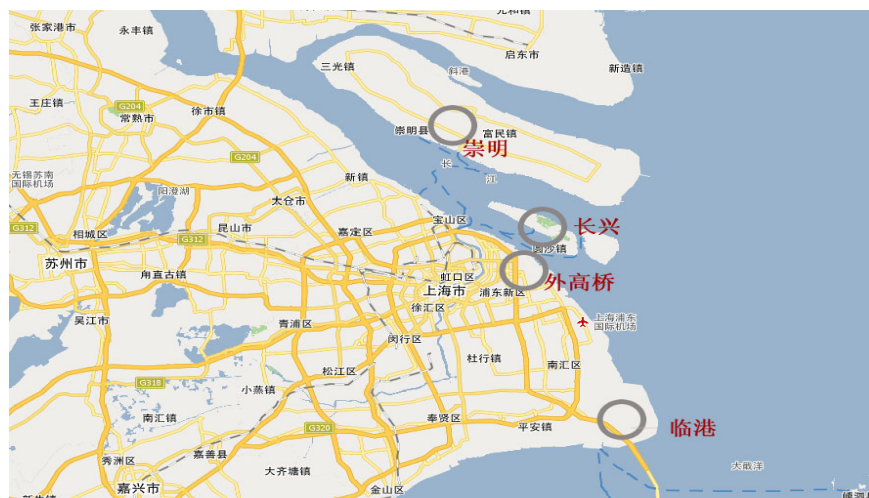 张家港市
永丰镇
元和镇
启东市
新造镇
三光镇
斜港
王庄镇
G204
常熟市
徐市镇
崇明县
富民镇
崇明
G204
长
江
无锡苏南
国际机场
阳澄湖
新镇
太仓市
G312
相城区
G312
昆山市
嘉定区
宝山区
长兴
圆沙镇
苏州市
甪直古镇
虹口区
上海市
浦东新区
外高桥
徐汇区
吴江市
青浦区
闵行区
上海浦东
国际机场
杜行镇
南汇区
松江区
G318
小蒸镇
南汇镇
奉贤区
平安镇
临港
G320
秀洲区
嘉善县
大齐塘镇
大戢洋
嘉兴市
金山区